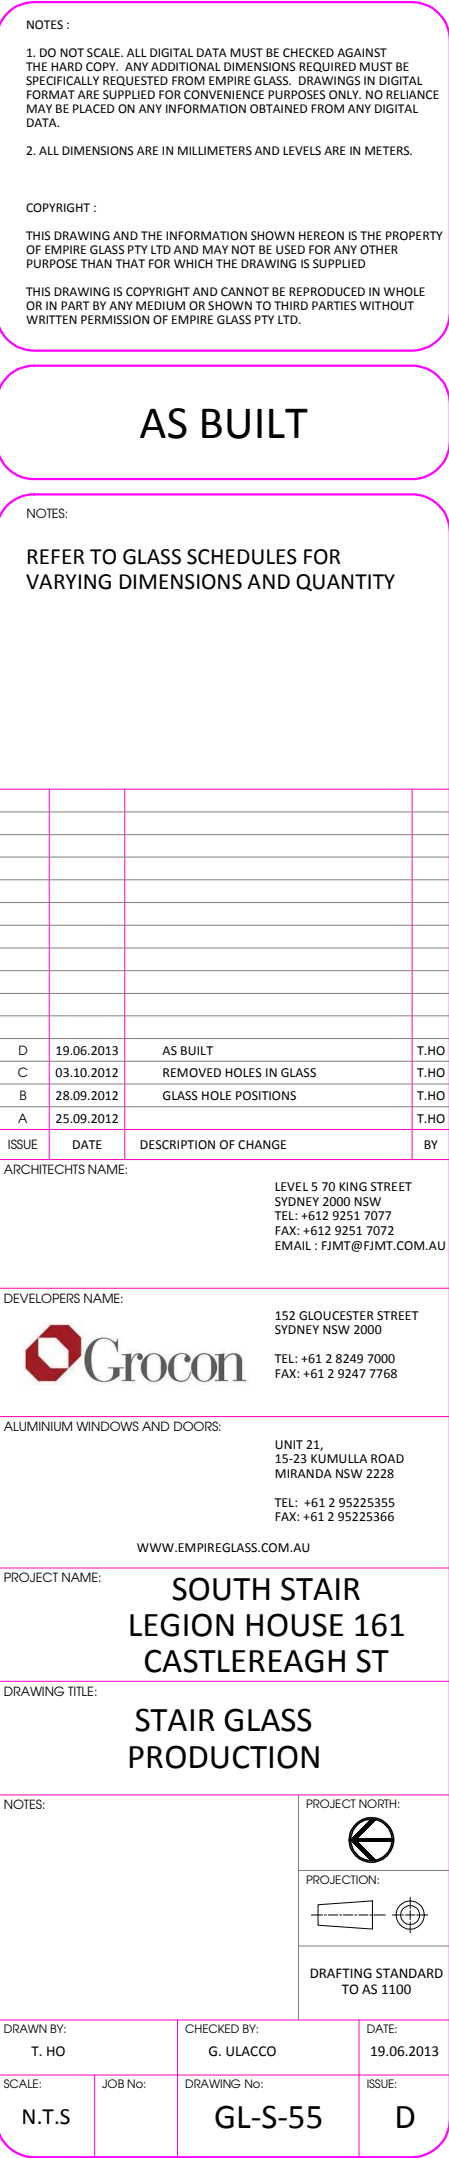 NOTES :
1. DO NOT SCALE. ALL DIGITAL DATA MUST BE CHECKED AGAINST
THE HARD COPY. ANY ADDITIONAL DIMENSIONS REQUIRED MUST BE
SPECIFICALLY REQUESTED FROM EMPIRE GLASS. DRAWINGS IN DIGITAL
FORMAT ARE SUPPLIED FOR CONVENIENCE PURPOSES ONLY. NO RELIANCE
MAY BE PLACED ON ANY INFORMATION OBTAINED FROM ANY DIGITAL
DATA.
2. ALL DIMENSIONS ARE IN MILLIMETERS AND LEVELS ARE IN METERS.
COPYRIGHT :
THIS DRAWING AND THE INFORMATION SHOWN HEREON IS THE PROPERTY
OF EMPIRE GLASS PTY LTD AND MAY NOT BE USED FOR ANY OTHER
PURPOSE THAN THAT FOR WHICH THE DRAWING IS SUPPLIED
THIS DRAWING IS COPYRIGHT AND CANNOT BE REPRODUCED IN WHOLE
OR IN PART BY ANY MEDIUM OR SHOWN TO THIRD PARTIES WITHOUT
WRITTEN PERMISSION OF EMPIRE GLASS PTY LTD.
AS BUILT
NOTES:
REFER TO GLASS SCHEDULES FOR
VARYING DIMENSIONS AND QUANTITY
D 19.06.2013 AS BUILT T.HO
C 03.10.2012 REMOVED HOLES IN GLASS T.HO
B 28.09.2012 GLASS HOLE POSITIONS T.HO
A 25.09.2012 T.HO
ISSUE DATE DESCRIPTION OF CHANGE BY
ARCHITECHTS NAME:
LEVEL 5 70 KING STREET
SYDNEY 2000 NSW
TEL: +612 9251 7077
FAX: +612 9251 7072
EMAIL : FJMT@FJMT.COM.AU
DEVELOPERS NAME:
Grocon
152 GLOUCESTER STREET
SYDNEY NSW 2000
TEL: +61 2 8249 7000
FAX: +61 2 9247 7768
ALUMINIUM WINDOWS AND DOORS:
UNIT 21,
15-23 KUMULLA ROAD
MIRANDA NSW 2228
TEL: +61 2 95225355
FAX: +61 2 95225366
WWW.EMPIREGLASS.COM.AU
PROJECT NAME:
SOUTH STAIR
LEGION HOUSE 161
CASTLEREAGH ST
DRAWING TITLE:
STAIR GLASS
PRODUCTION
NOTES:
PROJECT NORTH:
PROJECTION:
DRAFTING STANDARD
TO AS 1100
DRAWN BY: CHECKED BY: DATE:
T. HO G. ULACCO 19.06.2013
SCALE: JOB No: DRAWING No: ISSUE:
N.T.S GL-S-55 D